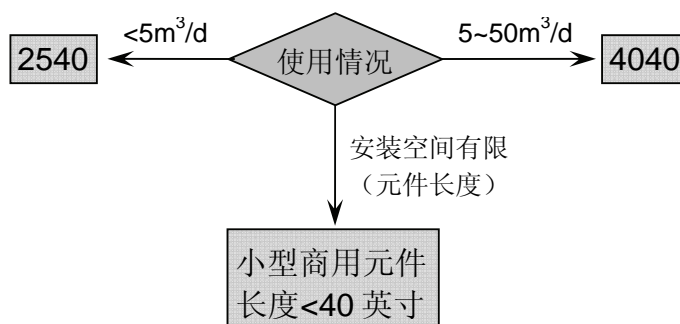 <5m³/d
5~50m³/d
2540
使用情况
4040
安装空间有限
（元件长度）
小型商用元件
长度<40 英寸